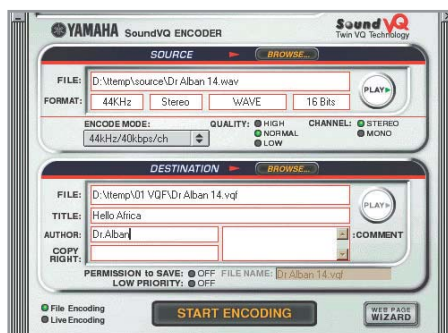 YAMAHA SoundVQ ENCODER
Sound VQ
Twin VQ Technology
SOURCE BROWSE...
FILE: D:\ttemp\source\Dr Alban 14.wav
PLAY
FORMAT: 44KHz Stereo WAVE 16 Bits
ENCODE MODE: QUALITY: HIGH CHANNEL: STEREO
44kHz/40kbps/ch NORMAL MONO
LOW
DESTINATION BROWSE...
FILE: D:\ttemp\01 VQF\Dr Alban 14.vqf
PLAY
TITLE: Hello Africa
AUTHOR: Dr.Alban :COMMENT
COPY
RIGHT:
PERMISSION to SAVE: OFF FILE NAME: Dr Alban 14.vqf
LOW PRIORITY: OFF
File Encoding
Live Encoding
START ENCODING
WEB PAGE
WIZARD